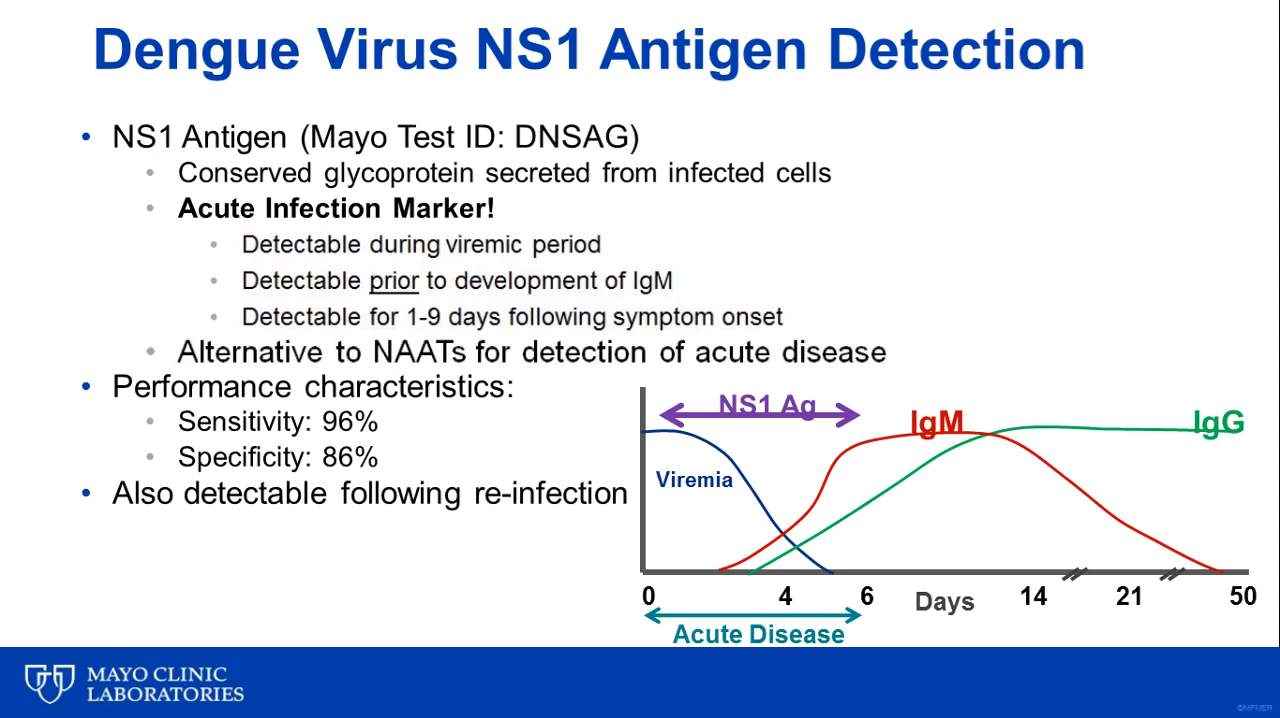 Dengue Virus NS1 Antigen Detection
• NS1 Antigen (Mayo Test ID: DNSAG)
• Conserved glycoprotein secreted from infected cells
• Acute Infection Marker!
• Detectable during viremic period
• Detectable prior to development of IgM
• Detectable for 1-9 days following symptom onset
• Alternative to NAATs for detection of acute disease
• Performance characteristics:
• Sensitivity: 96%
• Specificity: 86%
• Also detectable following re-infection
NS1 Ag
IgM
IgG
Viremia
0 4 6 Days 14 21 50
Acute Disease
MAYO CLINIC
LABORATORIES
©MFMER